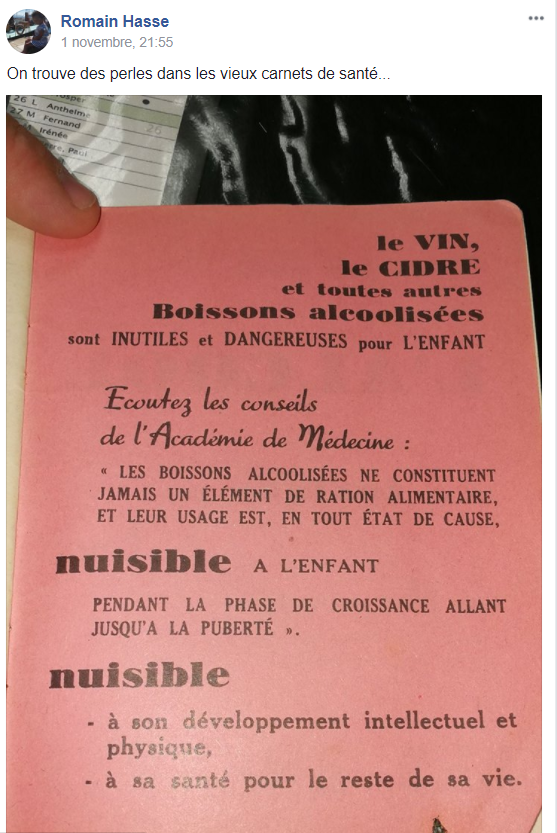 Romain Hasse
1 novembre, 21:55
On trouve des perles dans les vieux carnets de santé...
26 L Anthelme
27 M Fernand
26
Irénée
Paul
le VIN,
le CIDRE
et toutes autres
Boissons alcoolisées
sont INUTILES et DANGEREUSES pour L'ENFANT
Ecoutez les conseils
de l'Académie de Médecine :
« LES BOISSONS ALCOOLISÉES NE CONSTITUENT
JAMAIS UN ÉLÉMENT DE RATION ALIMENTAIRE,
ET LEUR USAGE EST, EN TOUT ÉTAT DE CAUSE,
nuisible A L'ENFANT
PENDANT LA PHASE DE CROISSANCE ALLANT
JUSQU'A LA PUBERTÉ ».
nuisible
- à son développement intellectuel et
physique,
- à sa santé pour le reste de sa vie.